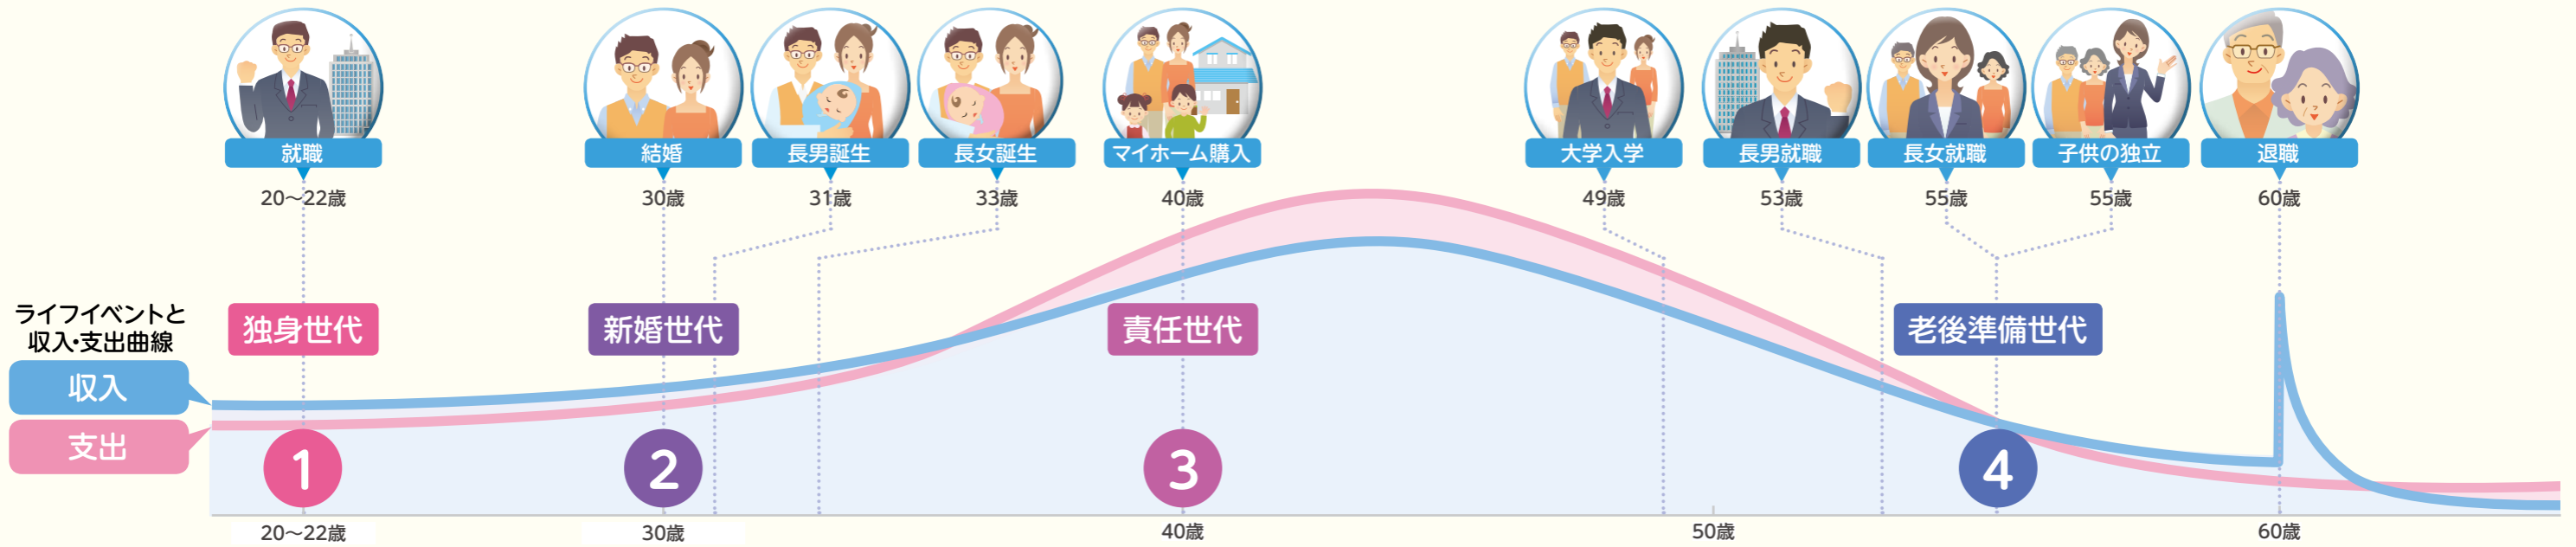 就職
結婚
長男誕生
長女誕生
マイホーム購入
大学入学
長男就職
長女就職
子供の独立
退職
20〜22歳
30歳
31歳
33歳
40歳
49歳
53歳
55歳
55歳
60歳
ライフイベントと
収入・支出曲線
収入
支出
独身世代
新婚世代
責任世代
老後準備世代
1
2
3
4
20〜22歳
30歳
40歳
50歳
60歳